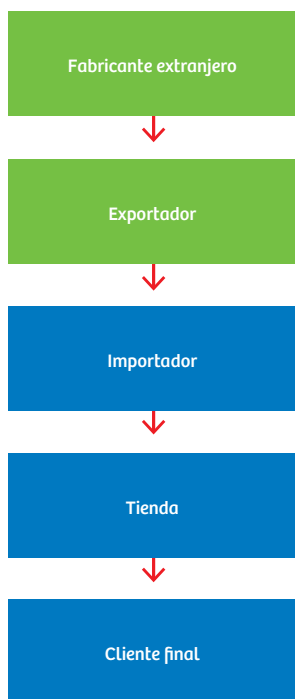 Fabricante extranjero
Exportador
Importador
Tienda
Cliente final